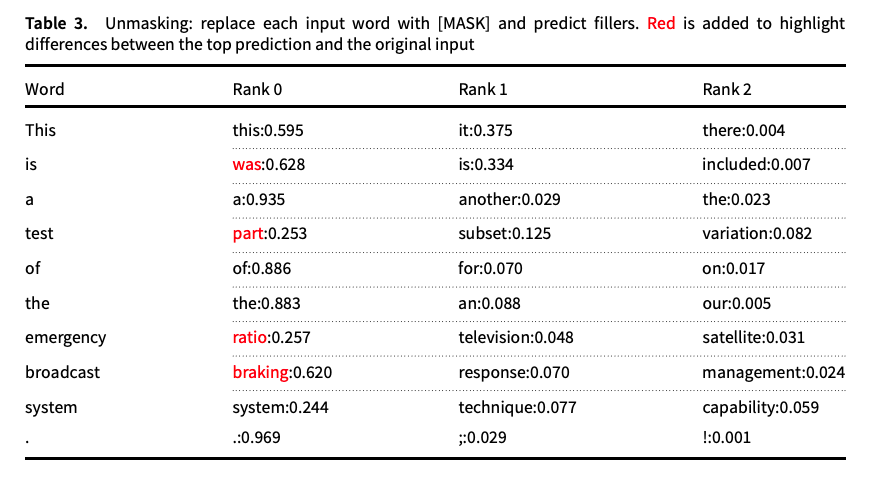 Table 3. Unmasking: replace each input word with [MASK] and predict fillers. Red is added to highlight
differences between the top prediction and the original input
Word Rank 0 Rank 1 Rank 2
This this:0.595 it:0.375 there:0.004
is was:0.628 is:0.334 included:0.007
a a:0.935 another:0.029 the:0.023
test part:0.253 subset:0.125 variation:0.082
of of:0.886 for:0.070 on:0.017
the the:0.883 an:0.088 our:0.005
emergency ratio:0.257 television:0.048 satellite:0.031
broadcast braking:0.620 response:0.070 management:0.024
system system:0.244 technique:0.077 capability:0.059
. .:0.969 ;:0.029 !:0.001